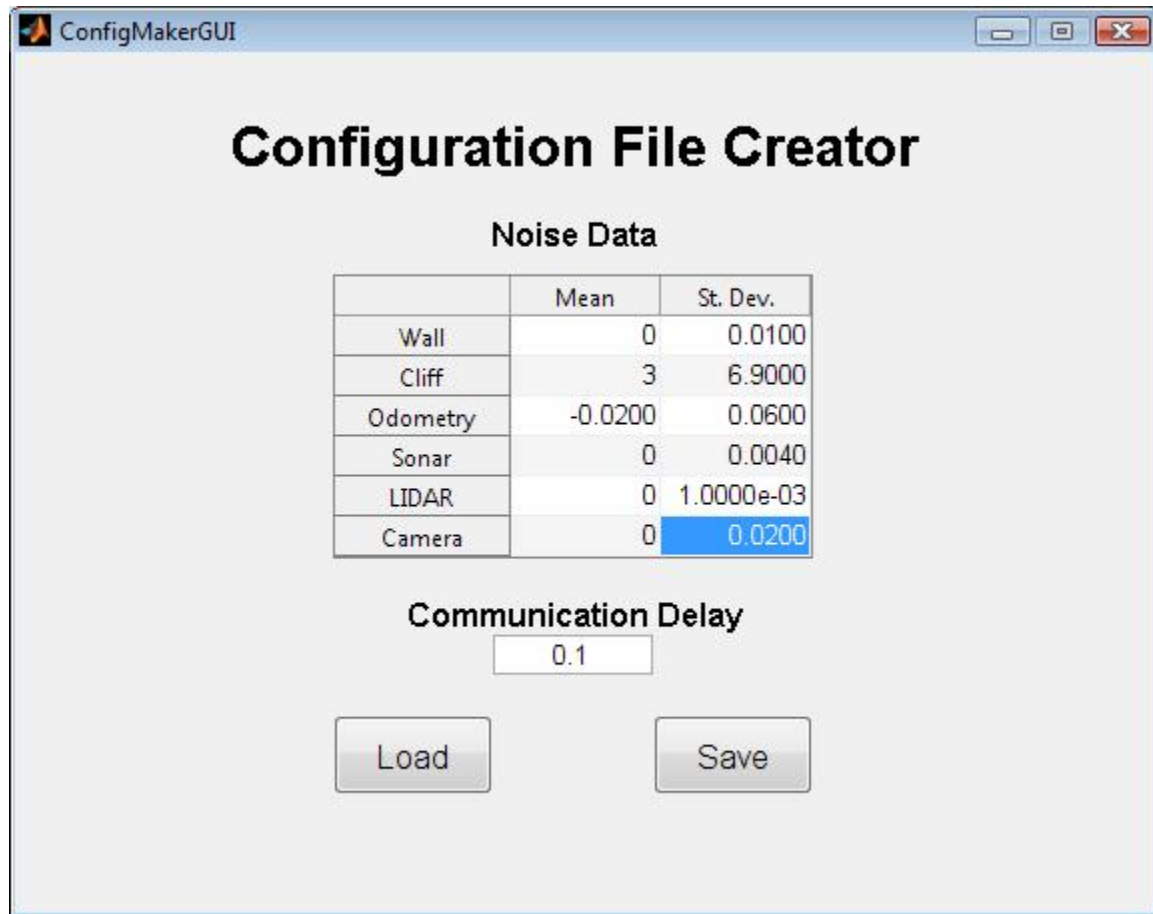 ConfigMakerGUI
Configuration File Creator
Noise Data
Mean St. Dev.
Wall 0 0.0100
Cliff 3 6.9000
Odometry -0.0200 0.0600
Sonar 0 0.0040
LIDAR 0 1.0000e-03
Camera 0 0.0200
Communication Delay
0.1
Load Save